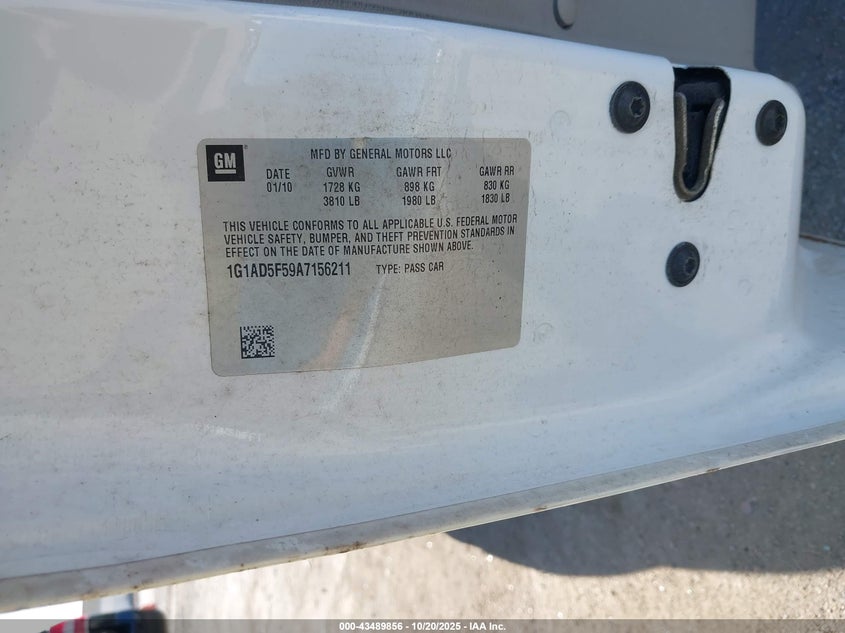 GM
MFD BY GENERAL MOTORS LLC
DATE GVWR GAWR FRT GAWR RR
01/10 1728 KG 898 KG 830 KG
3810 LB 1980 LB 1830 LB
THIS VEHICLE CONFORMS TO ALL APPLICABLE U.S. FEDERAL MOTOR
VEHICLE SAFETY, BUMPER, AND THEFT PREVENTION STANDARDS IN
EFFECT ON THE DATE OF MANUFACTURE SHOWN ABOVE.
1G1AD5F59A7156211 TYPE: PASS CAR
000-43489856 / 10/20/2025 - IAA Inc.